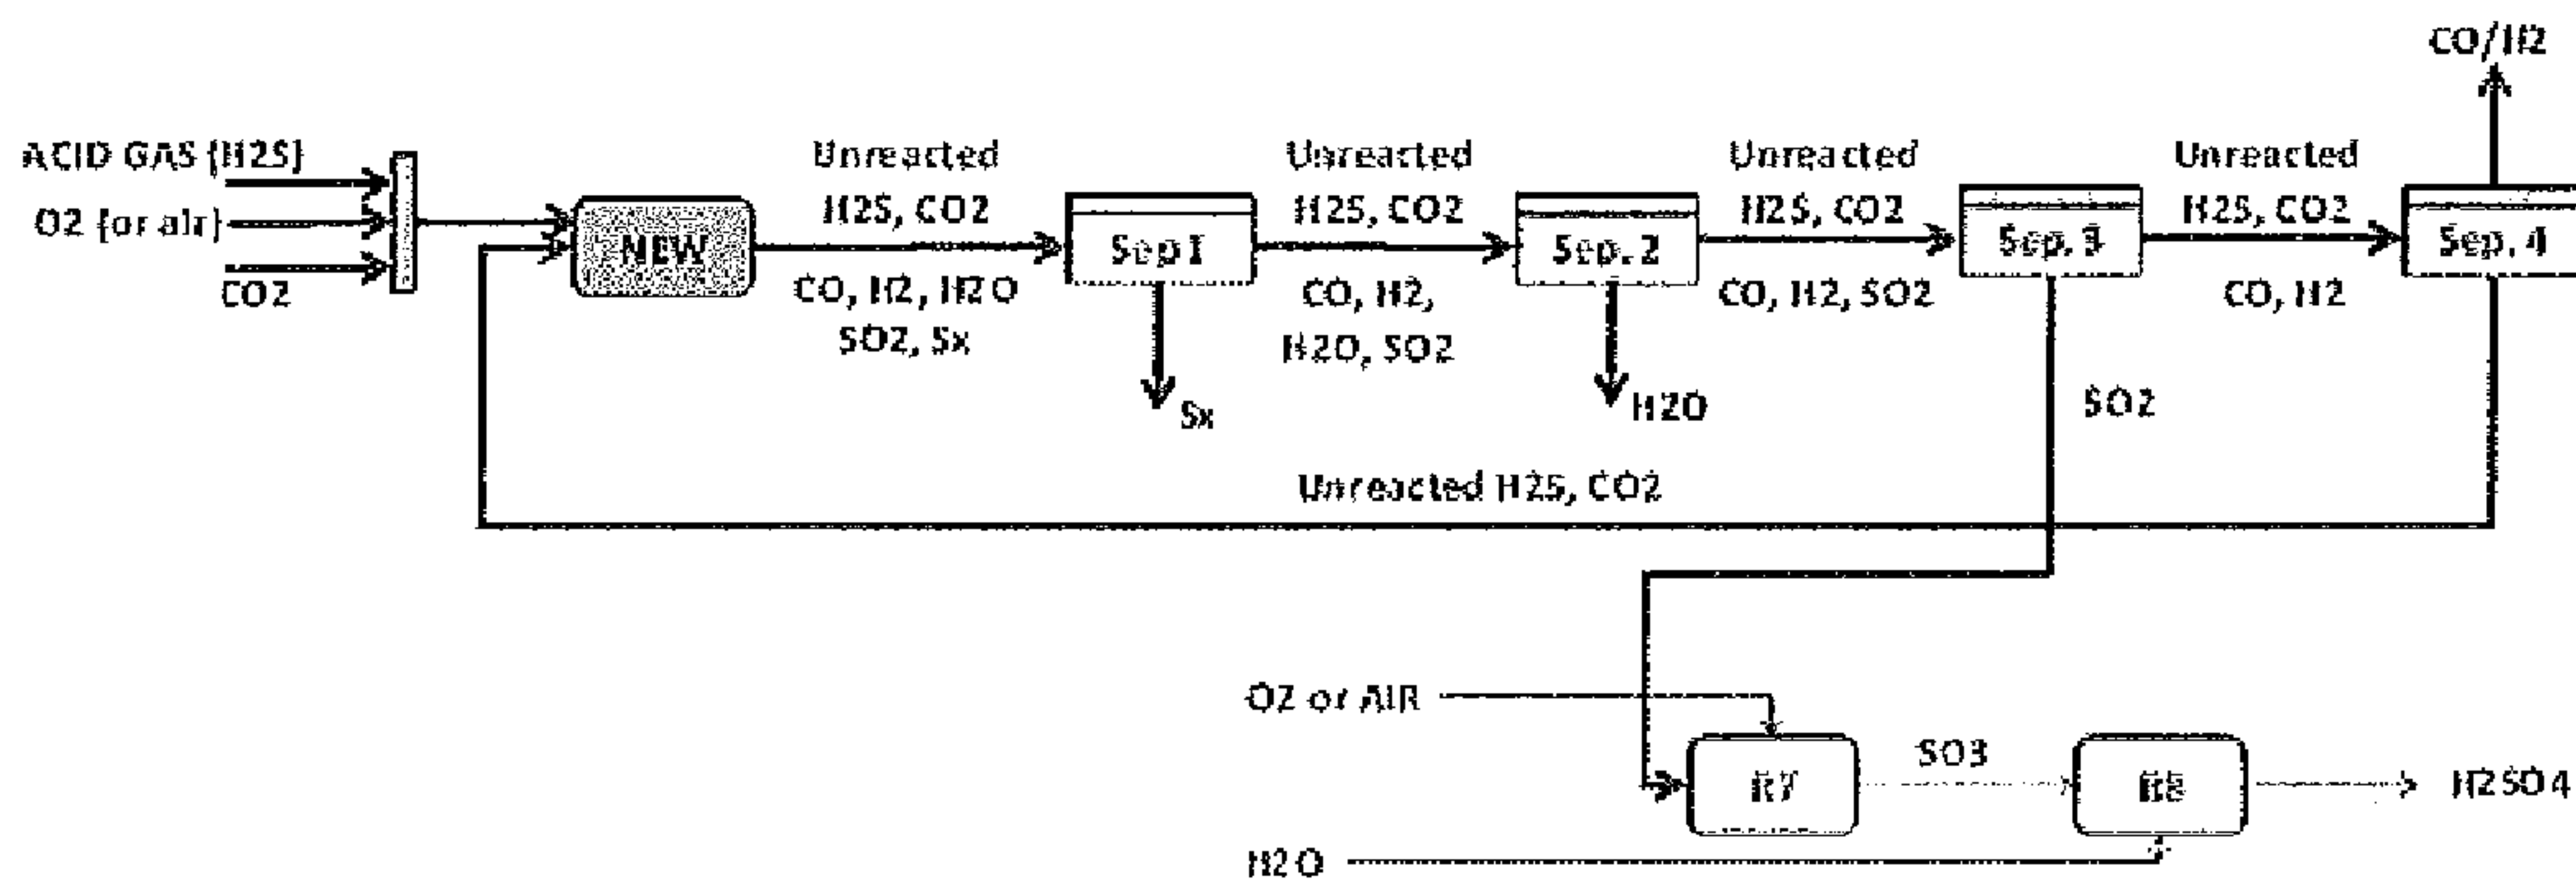 CO/H2
ACID GAS (H2S)
O2 (or air)
CO2
NEW
Unreacted
H2S, CO2
CO, H2, H2O
SO2, Sx
Sep1
Sx
Unreacted
H2S, CO2
CO, H2,
H2O, SO2
Sep. 2
H2O
Unreacted
H2S, CO2
CO, H2, SO2
Sep. 3
SO2
Unreacted
H2S, CO2
CO, H2
Sep. 4
Unreacted H2S, CO2
O2 or AIR
R7
SO3
R8
H2SO4
H2O